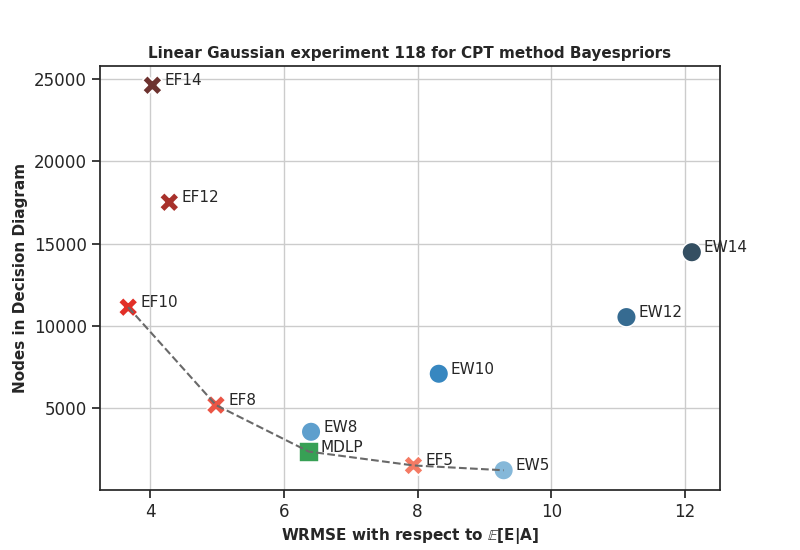 Linear Gaussian experiment 118 for CPT method Bayespriors
Nodes in Decision Diagram
25000
20000
15000
10000
5000
EF14
EF12
EF10
EF8
EW8
MDLP
EF5
EW5
EW10
EW12
EW14
4
6
8
10
12
WRMSE with respect to 𝔼[E|A]